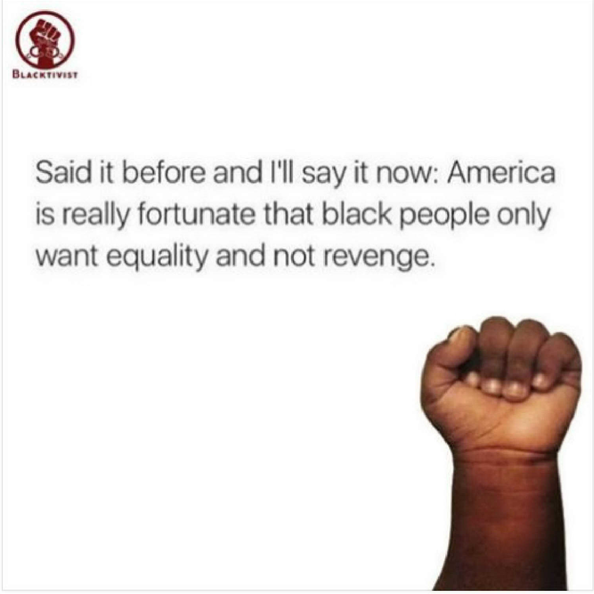 BLACKTIVIST
Said it before and I'll say it now: America
is really fortunate that black people only
want equality and not revenge.